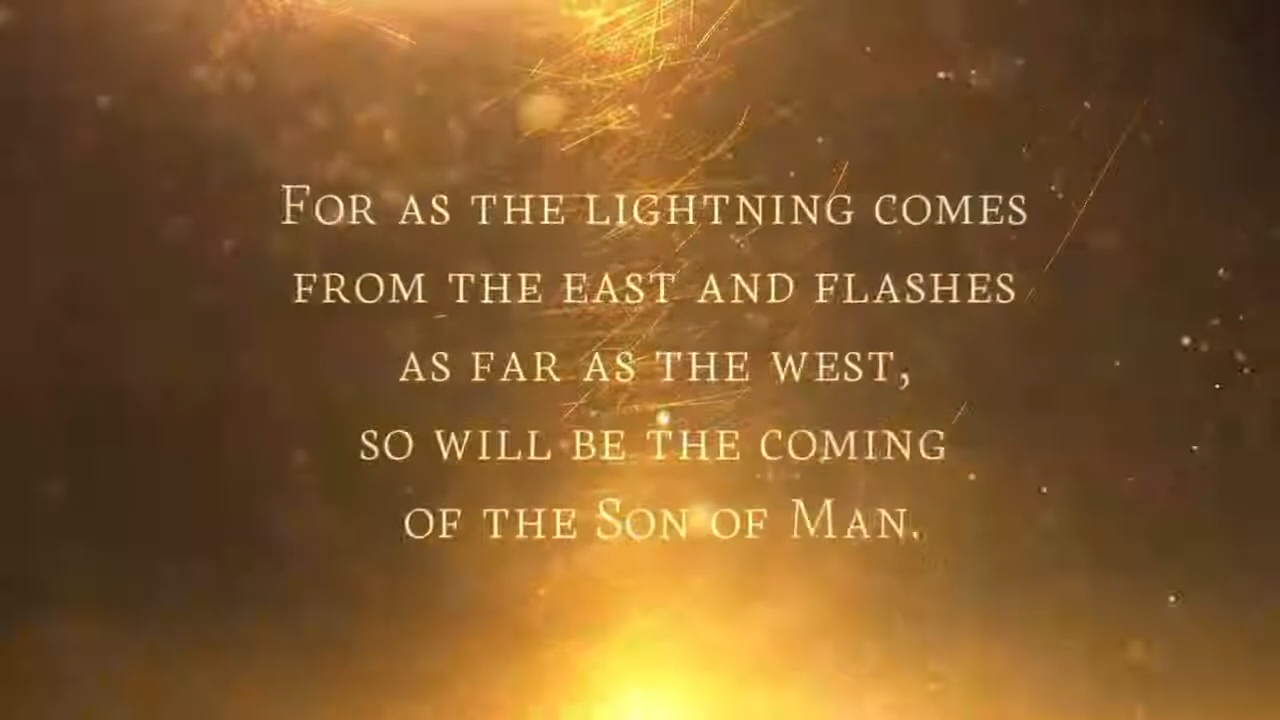 For as the lightning comes
from the east and flashes
as far as the west,
so will be the coming
of the Son of Man.